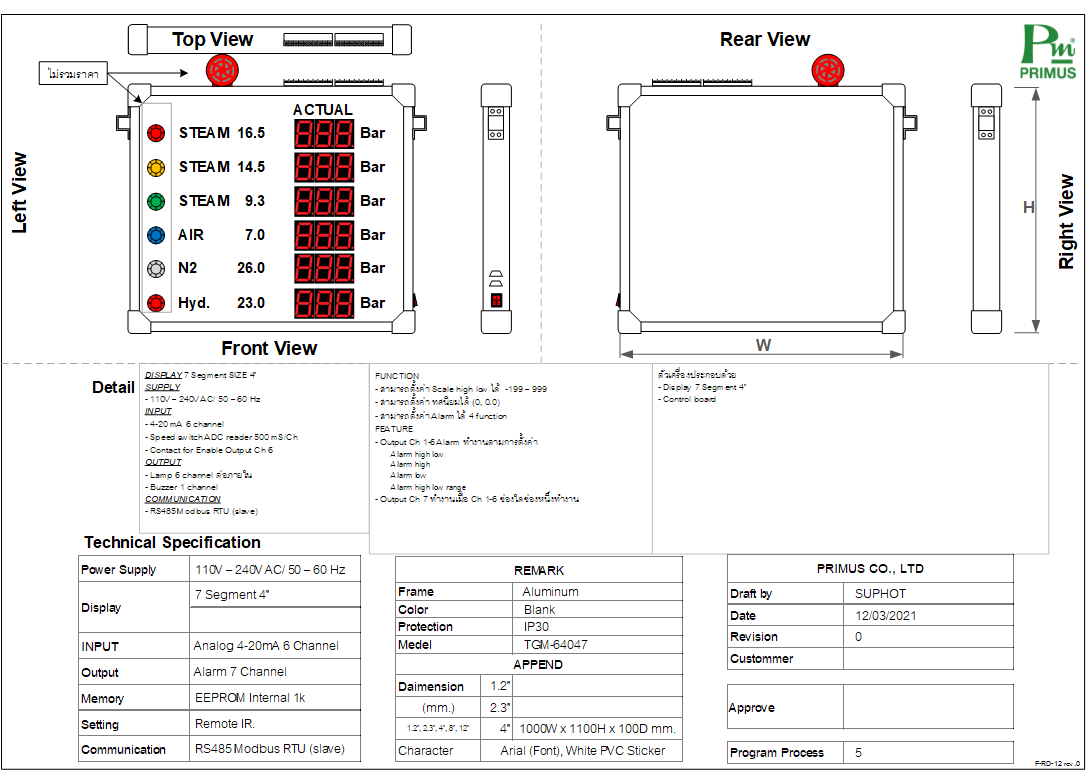 Top View
Rear View
Pm®
PRIMUS
ไม่รวมราคา
Left View
Right View
ACTUAL
STEAM 16.5 888 Bar
STEAM 14.5 888 Bar
STEAM 9.3 888 Bar
AIR 7.0 888 Bar
N2 26.0 888 Bar
Hyd. 23.0 888 Bar
Front View
H
W
Detail
DISPLAY 7 Segment SIZE 4"
SUPPLY
- 110V – 240V AC/ 50 – 60 Hz
INPUT
- 4-20 mA 6 channel
- Speed switch ADC reader 500 mS/Ch
- Contact for Enable Output Ch 6
OUTPUT
- Lamp 6 channel ต่อภายใน
- Buzzer 1 channel
COMMUNICATION
- RS485 Modbus RTU (slave)
FUNCTION
- สามารถตั้งค่า Scale high low ได้ -199 – 999
- สามารถตั้งค่า ทศนิยมได้ (0, 0.0)
- สามารถตั้งค่า Alarm ได้ 4 function
FEATURE
- Output Ch 1-6 Alarm ทำงานตามการตั้งค่า
Alarm high low
Alarm high
Alarm low
Alarm high low range
- Output Ch 7 ทำงานเมื่อ Ch 1-6 ช่องใดช่องหนึ่งทำงาน
ตัวเครื่องประกอบด้วย
- Display 7 Segment 4"
- Control board
Technical Specification
Power Supply 110V – 240V AC/ 50 – 60 Hz
Display 7 Segment 4"
INPUT Analog 4-20mA 6 Channel
Output Alarm 7 Channel
Memory EEPROM Internal 1k
Setting Remote IR.
Communication RS485 Modbus RTU (slave)
REMARK
Frame Aluminum
Color Blank
Protection IP30
Medel TGM-64047
APPEND
Daimension 1.2"
(mm.) 2.3"
1.2", 2.3", 4", 8", 12" 4" 1000W x 1100H x 100D mm.
Character Arial (Font), White PVC Sticker
PRIMUS CO., LTD
Draft by SUPHOT
Date 12/03/2021
Revision 0
Custommer
Approve
Program Process 5
F-RD-12 rev.0